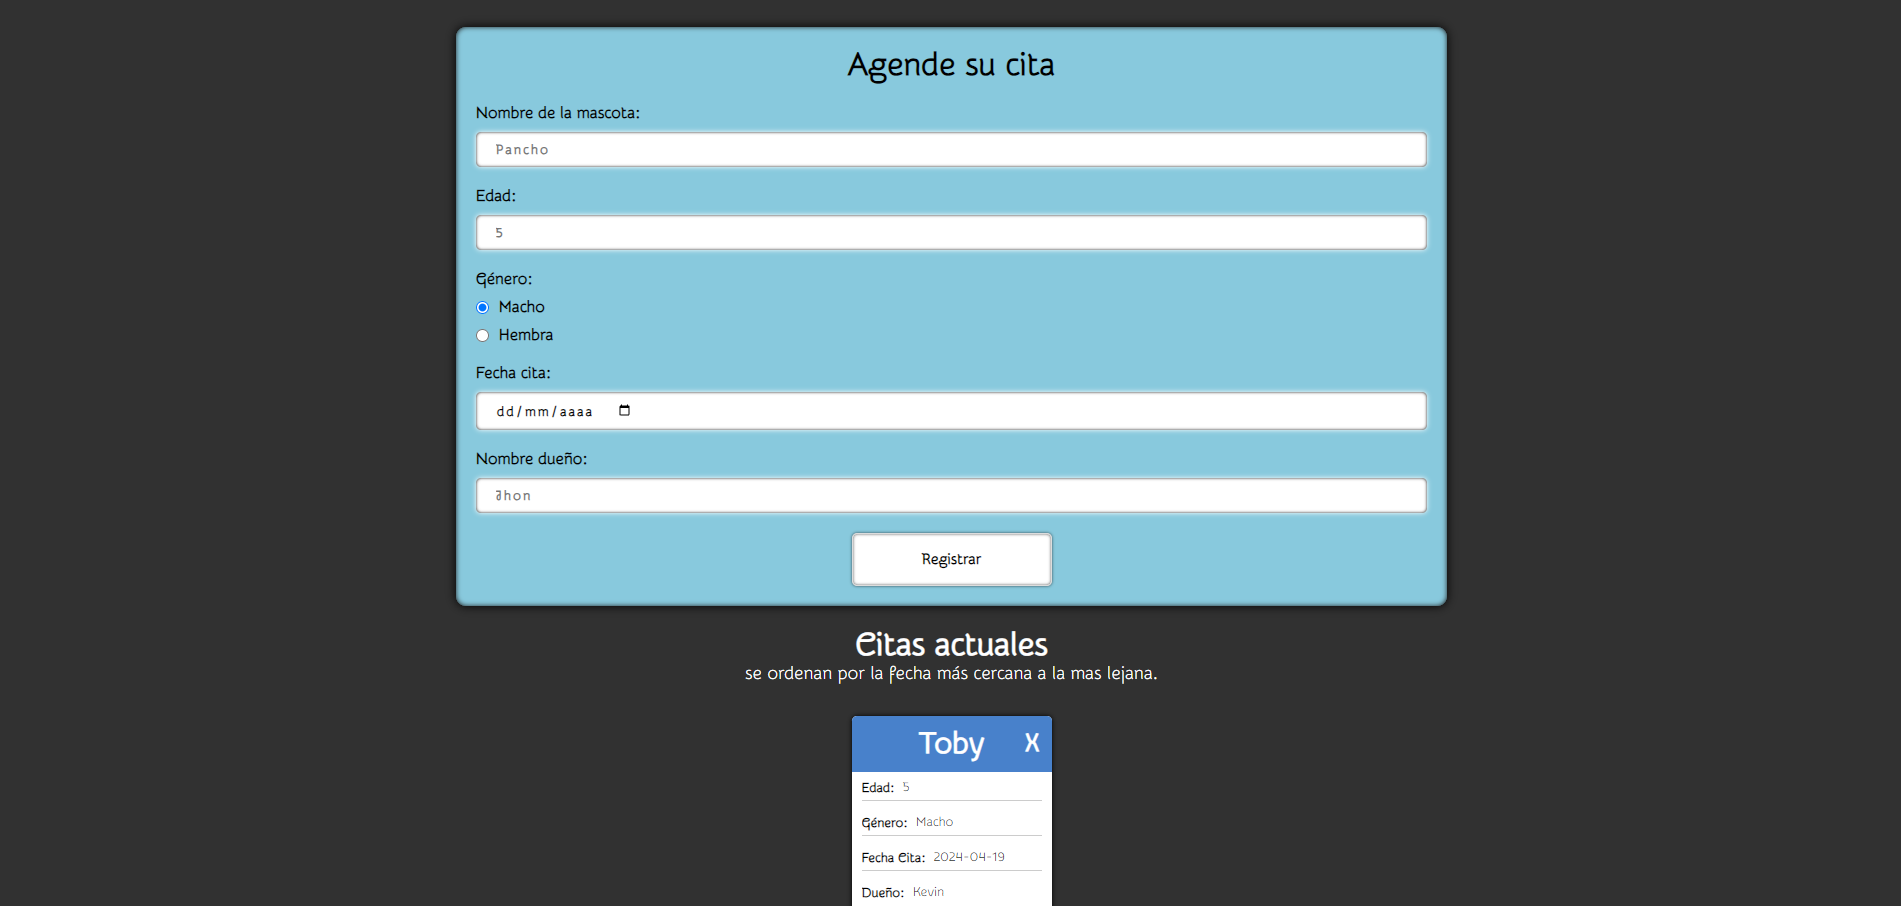 Agende su cita
Nombre de la mascota:
Pancho
Edad:
5
Género:
Macho
Hembra
Fecha cita:
dd/mm/aaaa
Nombre dueño:
Jhon
Registrar
Citas actuales
se ordenan por la fecha más cercana a la mas lejana.
Toby X
Edad: 5
Género: Macho
Fecha Cita: 2024-04-19
Dueño: Kevin